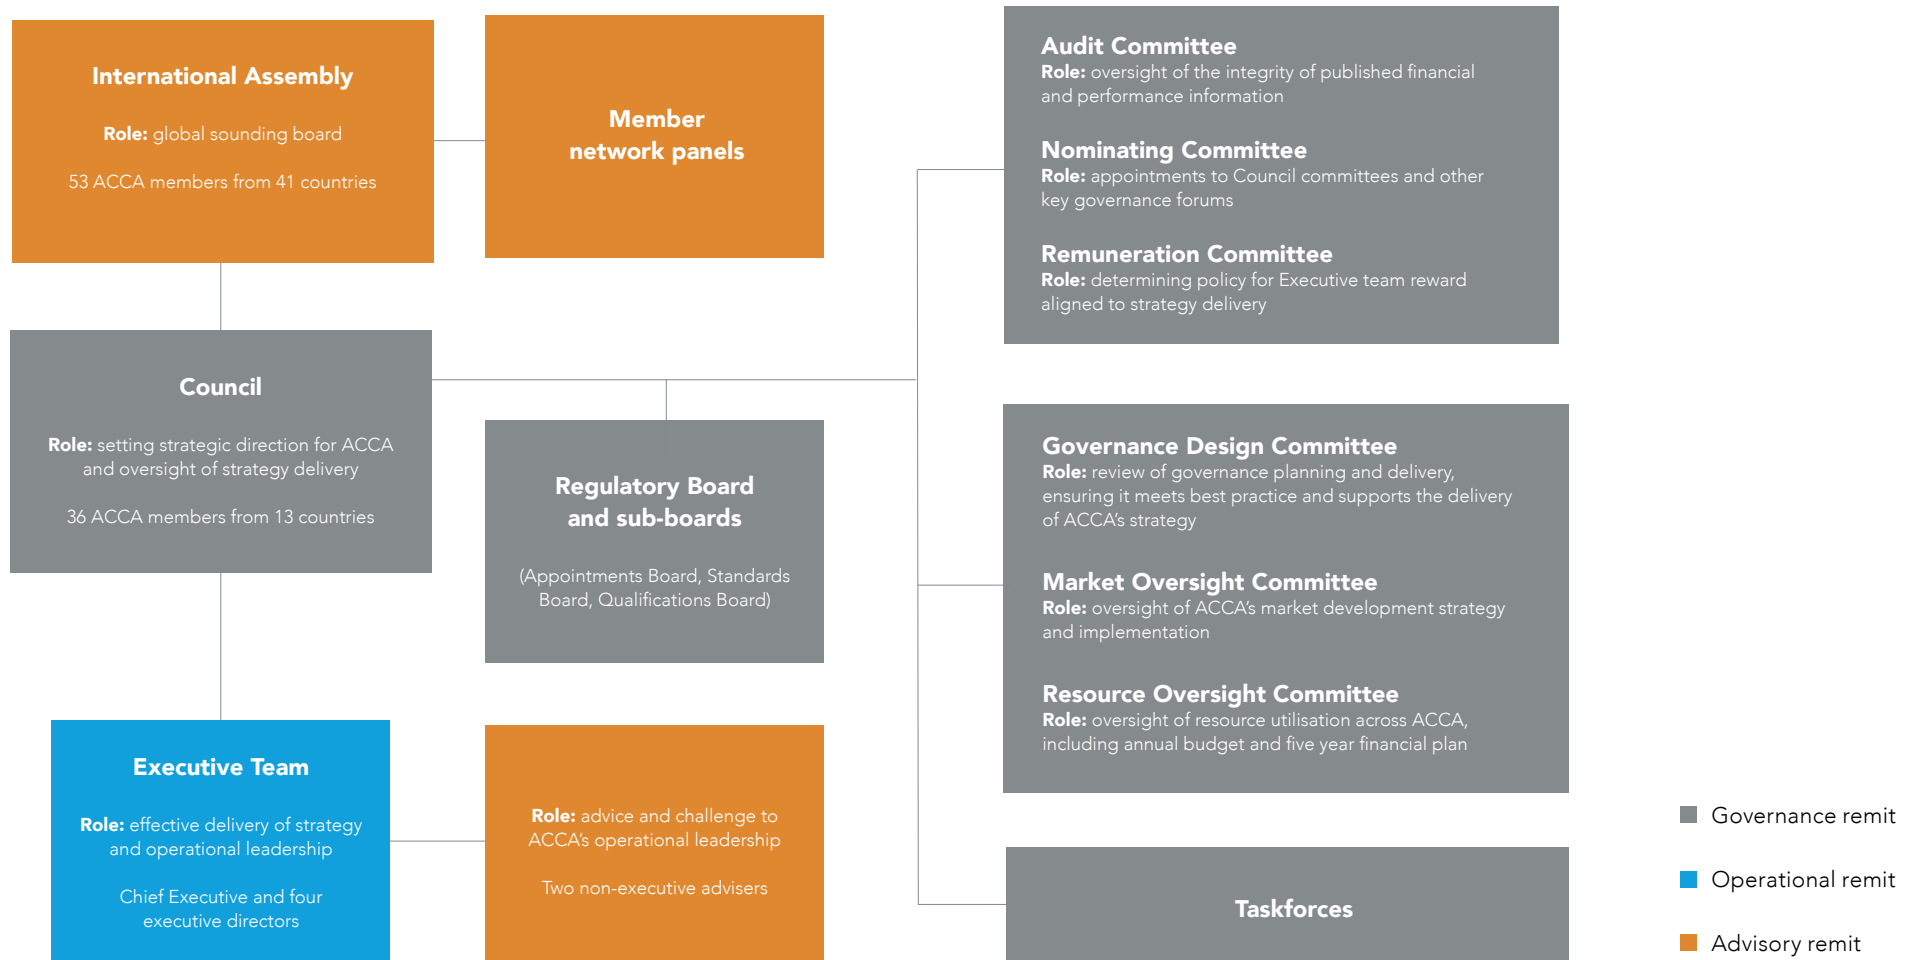 International Assembly
Role: global sounding board
53 ACCA members from 41 countries
Member
network panels
Audit Committee
Role: oversight of the integrity of published financial
and performance information
Nominating Committee
Role: appointments to Council committees and other
key governance forums
Remuneration Committee
Role: determining policy for Executive team reward
aligned to strategy delivery
Council
Role: setting strategic direction for ACCA
and oversight of strategy delivery
36 ACCA members from 13 countries
Regulatory Board
and sub-boards
(Appointments Board, Standards
Board, Qualifications Board)
Governance Design Committee
Role: review of governance planning and delivery,
ensuring it meets best practice and supports the delivery
of ACCA's strategy
Market Oversight Committee
Role: oversight of ACCA's market development strategy
and implementation
Resource Oversight Committee
Role: oversight of resource utilisation across ACCA,
including annual budget and five year financial plan
Executive Team
Role: effective delivery of strategy
and operational leadership
Chief Executive and four
executive directors
Role: advice and challenge to
ACCA's operational leadership
Two non-executive advisers
Taskforces
Governance remit
Operational remit
Advisory remit